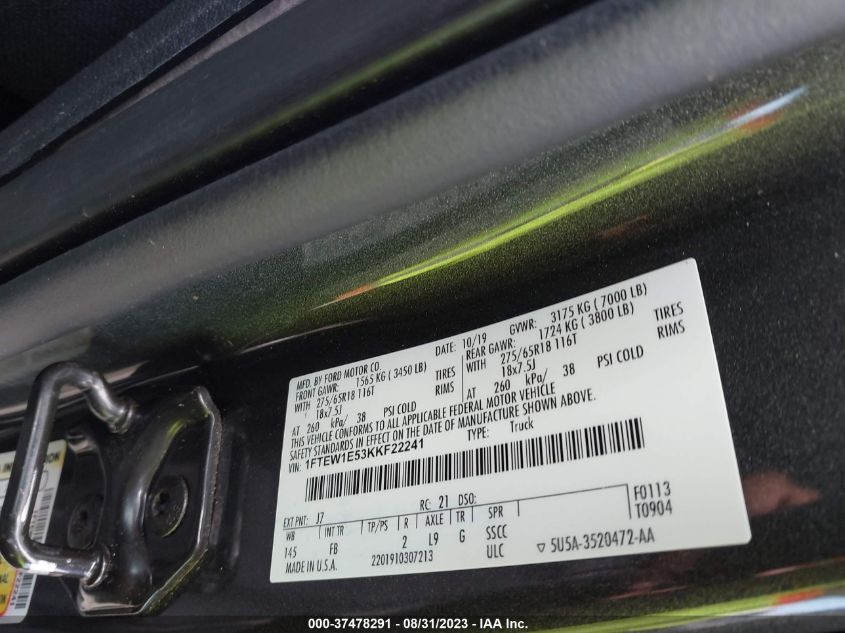 MFD. BY FORD MOTOR CO.
DATE: 10/19 GVWR: 3175 KG ( 7000 LB)
FRONT GAWR: 1565 KG ( 3450 LB) REAR GAWR: 1724 KG ( 3800 LB)
WITH 275/65R18 116T TIRES WITH 275/65R18 116T TIRES
18x7.5J RIMS 18x7.5J RIMS
AT 260 kPa/ 38 PSI COLD AT 260 kPa/ 38 PSI COLD
THIS VEHICLE CONFORMS TO ALL APPLICABLE FEDERAL MOTOR VEHICLE
SAFETY STANDARDS IN EFFECT ON THE DATE OF MANUFACTURE SHOWN ABOVE.
VIN: 1FTEW1E53KKF22241 TYPE: Truck
EXT PNT: J7 RC: 21 DSO: F0113
WB INT TR TP/PS R AXLE TR SPR T0904
145 FB 2 L9 G SSCC
MADE IN U.S.A. 2201910307213 ULC ▽ 5U5A-3520472-AA
22241
000-37478291 - 08/31/2023 - IAA Inc.